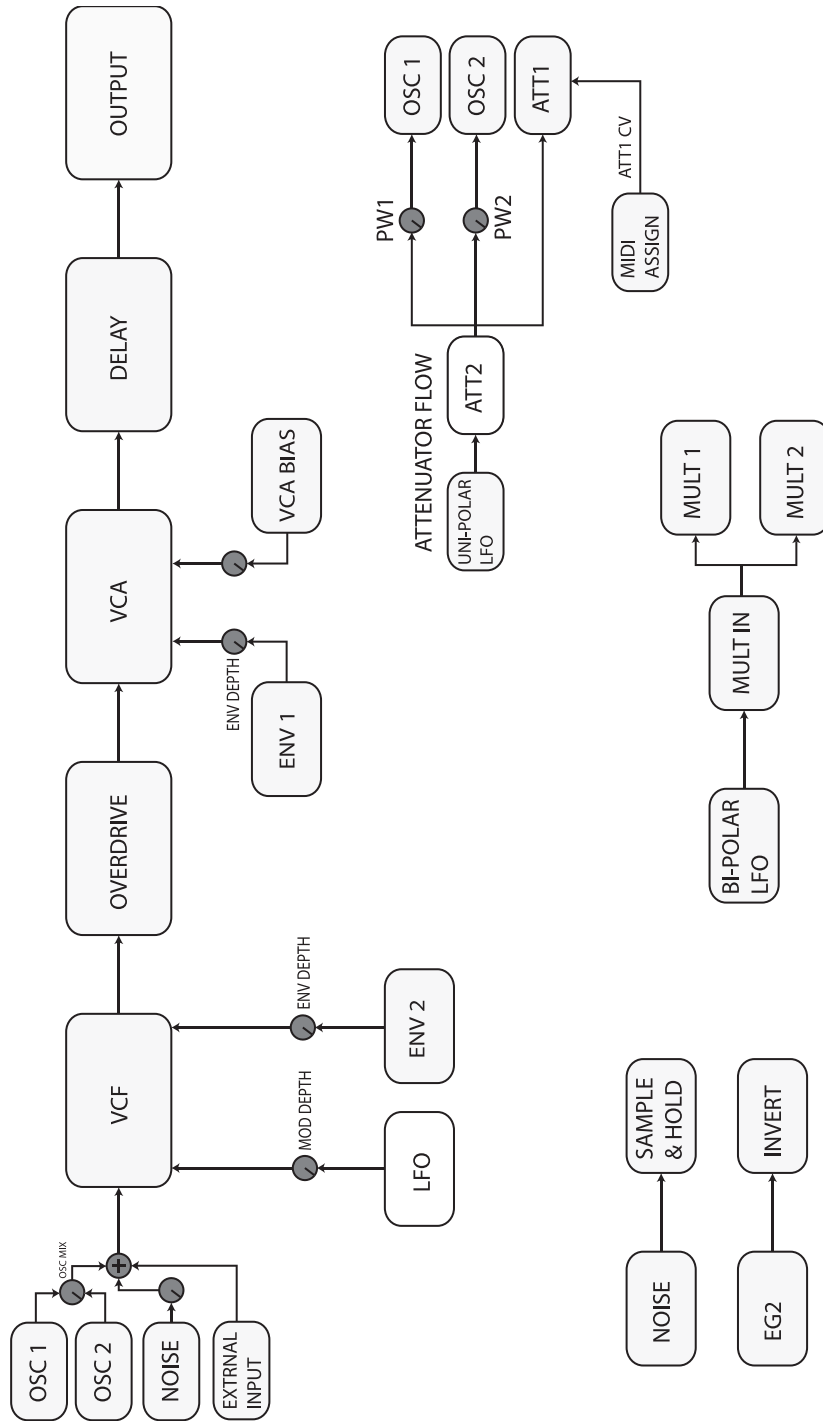 OSC 1
OSC 2
NOISE
EXTRNAL
INPUT
OSC MIX
+
VCF
OVERDRIVE
VCA
DELAY
OUTPUT
MOD DEPTH
LFO
ENV DEPTH
ENV 2
ENV DEPTH
ENV 1
VCA BIAS
ATTENUATOR FLOW
UNI-POLAR
LFO
ATT2
PW1
PW2
OSC 1
OSC 2
ATT1
ATT1 CV
MIDI
ASSIGN
NOISE
SAMPLE
& HOLD
EG2
INVERT
BI-POLAR
LFO
MULT IN
MULT 1
MULT 2